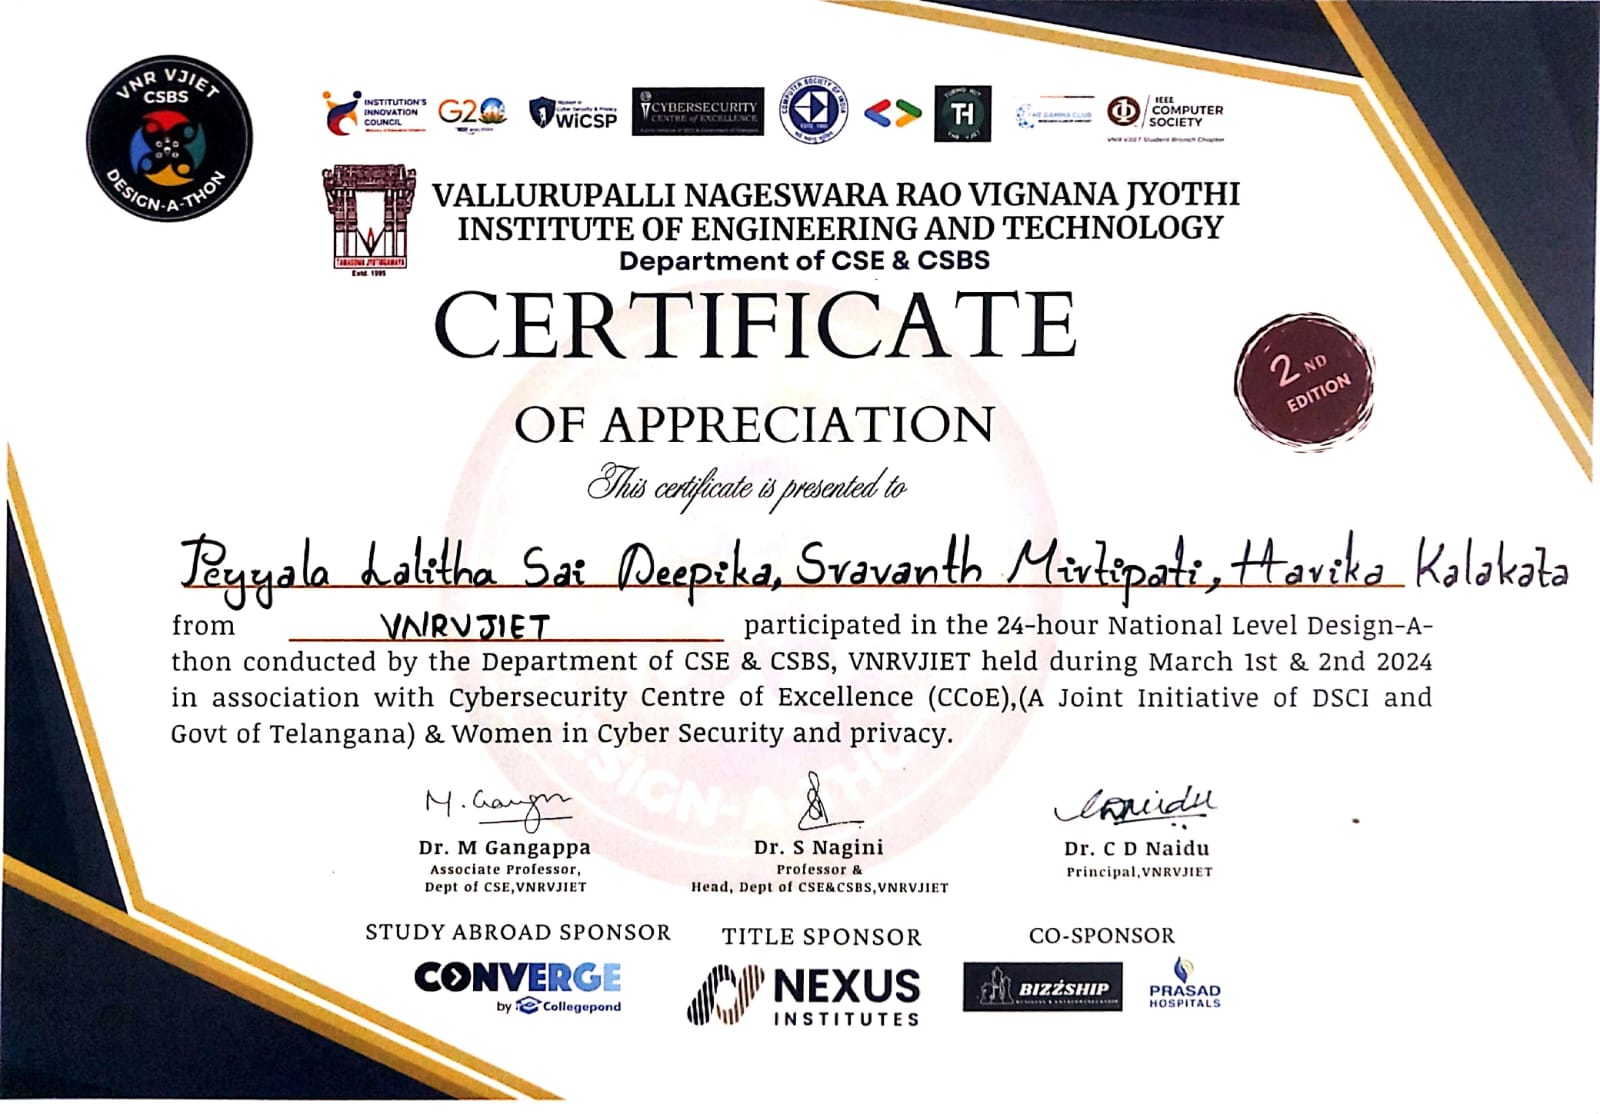 VNR VJIET
CSBS
DESIGN-A-THON
INSTITUTION'S
INNOVATION
COUNCIL
G20
WiCSP
CYBERSECURITY
CENTRE OF EXCELLENCE
COMPUTER SOCIETY OF INDIA
TH
THE GAMMA CLUB
IEEE
COMPUTER
SOCIETY
VNR VJIET Student Branch Chapter
VALLURUPALLI NAGESWARA RAO VIGNANA JYOTHI
INSTITUTE OF ENGINEERING AND TECHNOLOGY
Department of CSE & CSBS
TAMASOMA JYOTHIRGAMAYA
Estd. 1995
CERTIFICATE
2 ND
EDITION
OF APPRECIATION
This certificate is presented to
Peyyala Lalitha Sai Deepika, Sravanth Mirtipati, Harika Kalakata
from VNRVJIET participated in the 24-hour National Level Design-A-
thon conducted by the Department of CSE & CSBS, VNRVJIET held during March 1st & 2nd 2024
in association with Cybersecurity Centre of Excellence (CCoE),(A Joint Initiative of DSCI and
Govt of Telangana) & Women in Cyber Security and privacy.
DESIGN-A-THON
Dr. M Gangappa
Associate Professor,
Dept of CSE,VNRVJIET
Dr. S Nagini
Professor &
Head, Dept of CSE&CSBS,VNRVJIET
Dr. C D Naidu
Principal,VNRVJIET
STUDY ABROAD SPONSOR
CONVERGE
by Collegepond
TITLE SPONSOR
NEXUS
INSTITUTES
CO-SPONSOR
BIZZSHIP
PRASAD
HOSPITALS